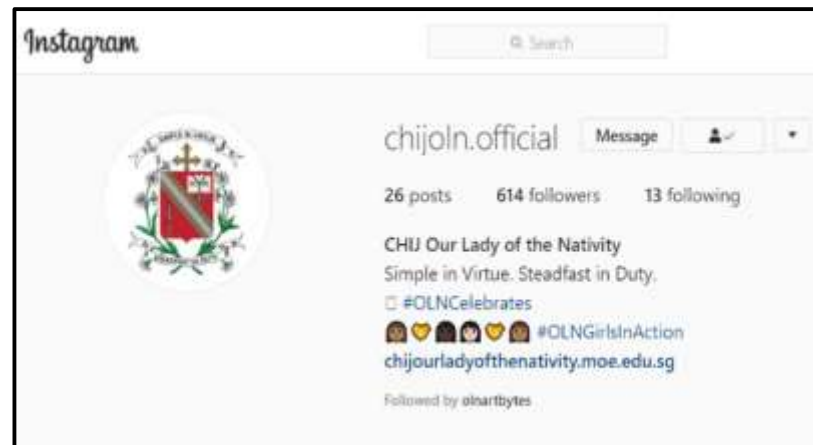 Instagram
Search
chijoln.official Message
26 posts 614 followers 13 following
CHIJ Our Lady of the Nativity
Simple in Virtue. Steadfast in Duty.
#OLNCelebrates
#OLNGirlsInAction
chijourladyofthenativity.moe.edu.sg
Followed by olnartbytes